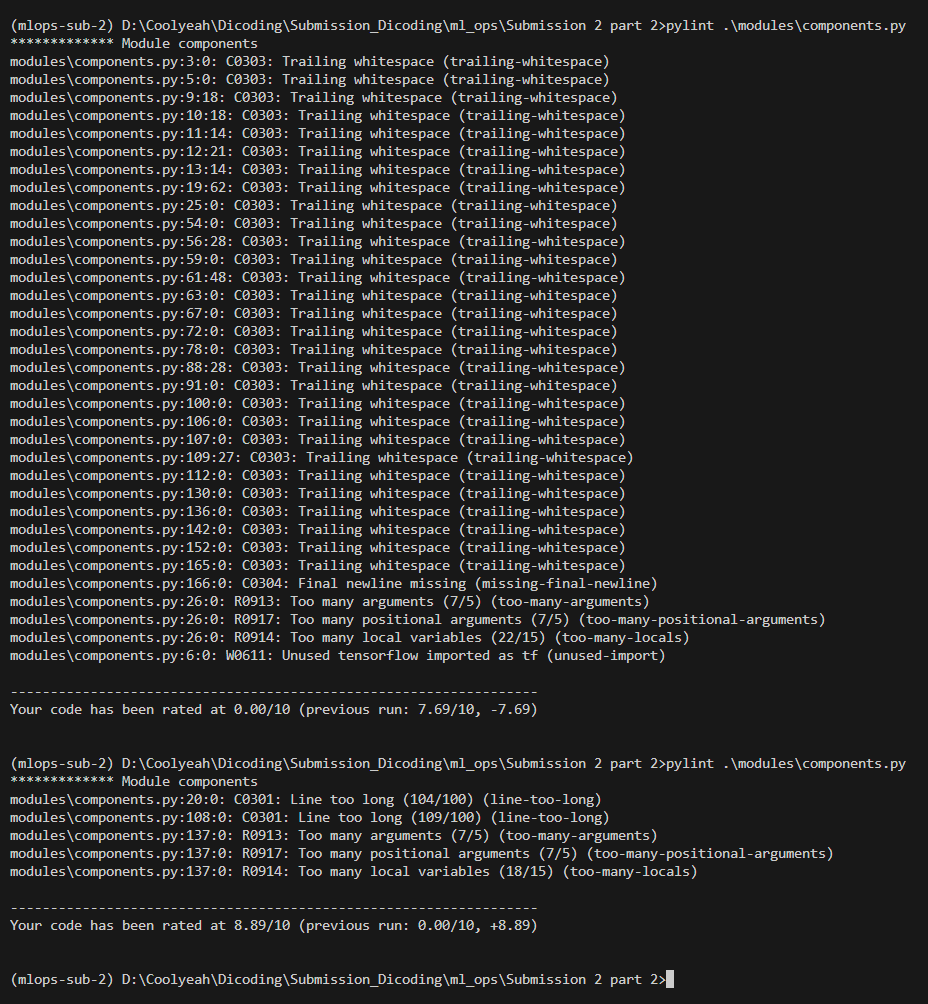 (mlops-sub-2) D:\Coolyeah\Dicoding\Submission_Dicoding\ml_ops\Submission 2 part 2>pylint .\modules\components.py
************* Module components
modules\components.py:3:0: C0303: Trailing whitespace (trailing-whitespace)
modules\components.py:5:0: C0303: Trailing whitespace (trailing-whitespace)
modules\components.py:9:18: C0303: Trailing whitespace (trailing-whitespace)
modules\components.py:10:18: C0303: Trailing whitespace (trailing-whitespace)
modules\components.py:11:14: C0303: Trailing whitespace (trailing-whitespace)
modules\components.py:12:21: C0303: Trailing whitespace (trailing-whitespace)
modules\components.py:13:14: C0303: Trailing whitespace (trailing-whitespace)
modules\components.py:19:62: C0303: Trailing whitespace (trailing-whitespace)
modules\components.py:25:0: C0303: Trailing whitespace (trailing-whitespace)
modules\components.py:54:0: C0303: Trailing whitespace (trailing-whitespace)
modules\components.py:56:28: C0303: Trailing whitespace (trailing-whitespace)
modules\components.py:59:0: C0303: Trailing whitespace (trailing-whitespace)
modules\components.py:61:48: C0303: Trailing whitespace (trailing-whitespace)
modules\components.py:63:0: C0303: Trailing whitespace (trailing-whitespace)
modules\components.py:67:0: C0303: Trailing whitespace (trailing-whitespace)
modules\components.py:72:0: C0303: Trailing whitespace (trailing-whitespace)
modules\components.py:78:0: C0303: Trailing whitespace (trailing-whitespace)
modules\components.py:88:28: C0303: Trailing whitespace (trailing-whitespace)
modules\components.py:91:0: C0303: Trailing whitespace (trailing-whitespace)
modules\components.py:100:0: C0303: Trailing whitespace (trailing-whitespace)
modules\components.py:106:0: C0303: Trailing whitespace (trailing-whitespace)
modules\components.py:107:0: C0303: Trailing whitespace (trailing-whitespace)
modules\components.py:109:27: C0303: Trailing whitespace (trailing-whitespace)
modules\components.py:112:0: C0303: Trailing whitespace (trailing-whitespace)
modules\components.py:130:0: C0303: Trailing whitespace (trailing-whitespace)
modules\components.py:136:0: C0303: Trailing whitespace (trailing-whitespace)
modules\components.py:142:0: C0303: Trailing whitespace (trailing-whitespace)
modules\components.py:152:0: C0303: Trailing whitespace (trailing-whitespace)
modules\components.py:165:0: C0303: Trailing whitespace (trailing-whitespace)
modules\components.py:166:0: C0304: Final newline missing (missing-final-newline)
modules\components.py:26:0: R0913: Too many arguments (7/5) (too-many-arguments)
modules\components.py:26:0: R0917: Too many positional arguments (7/5) (too-many-positional-arguments)
modules\components.py:26:0: R0914: Too many local variables (22/15) (too-many-locals)
modules\components.py:6:0: W0611: Unused tensorflow imported as tf (unused-import)
------------------------------------------------------------------
Your code has been rated at 0.00/10 (previous run: 7.69/10, -7.69)
(mlops-sub-2) D:\Coolyeah\Dicoding\Submission_Dicoding\ml_ops\Submission 2 part 2>pylint .\modules\components.py
************* Module components
modules\components.py:20:0: C0301: Line too long (104/100) (line-too-long)
modules\components.py:108:0: C0301: Line too long (109/100) (line-too-long)
modules\components.py:137:0: R0913: Too many arguments (7/5) (too-many-arguments)
modules\components.py:137:0: R0917: Too many positional arguments (7/5) (too-many-positional-arguments)
modules\components.py:137:0: R0914: Too many local variables (18/15) (too-many-locals)
------------------------------------------------------------------
Your code has been rated at 8.89/10 (previous run: 0.00/10, +8.89)
(mlops-sub-2) D:\Coolyeah\Dicoding\Submission_Dicoding\ml_ops\Submission 2 part 2>